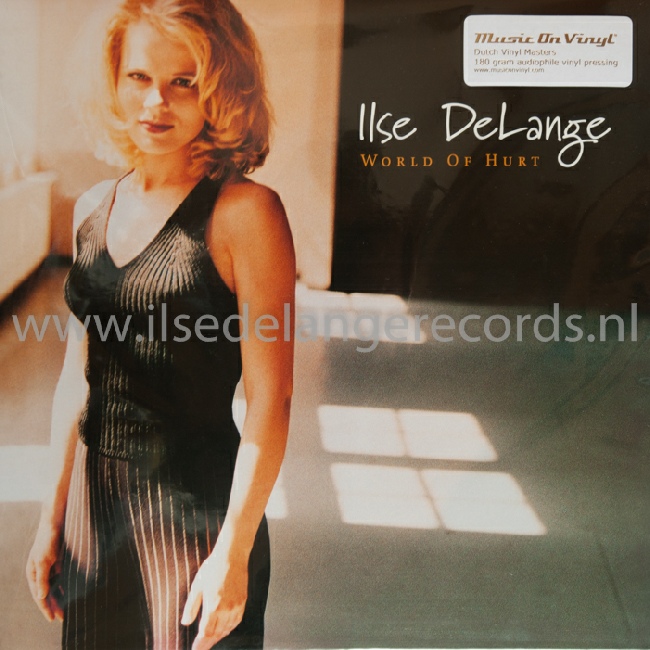 Music On Vinyl
Dutch Vinyl Masters
180 gram audiophile vinyl pressing
www.musiconvinyl.com
Ilse DeLange
World Of Hurt
www.ilsedelangerecords.nl